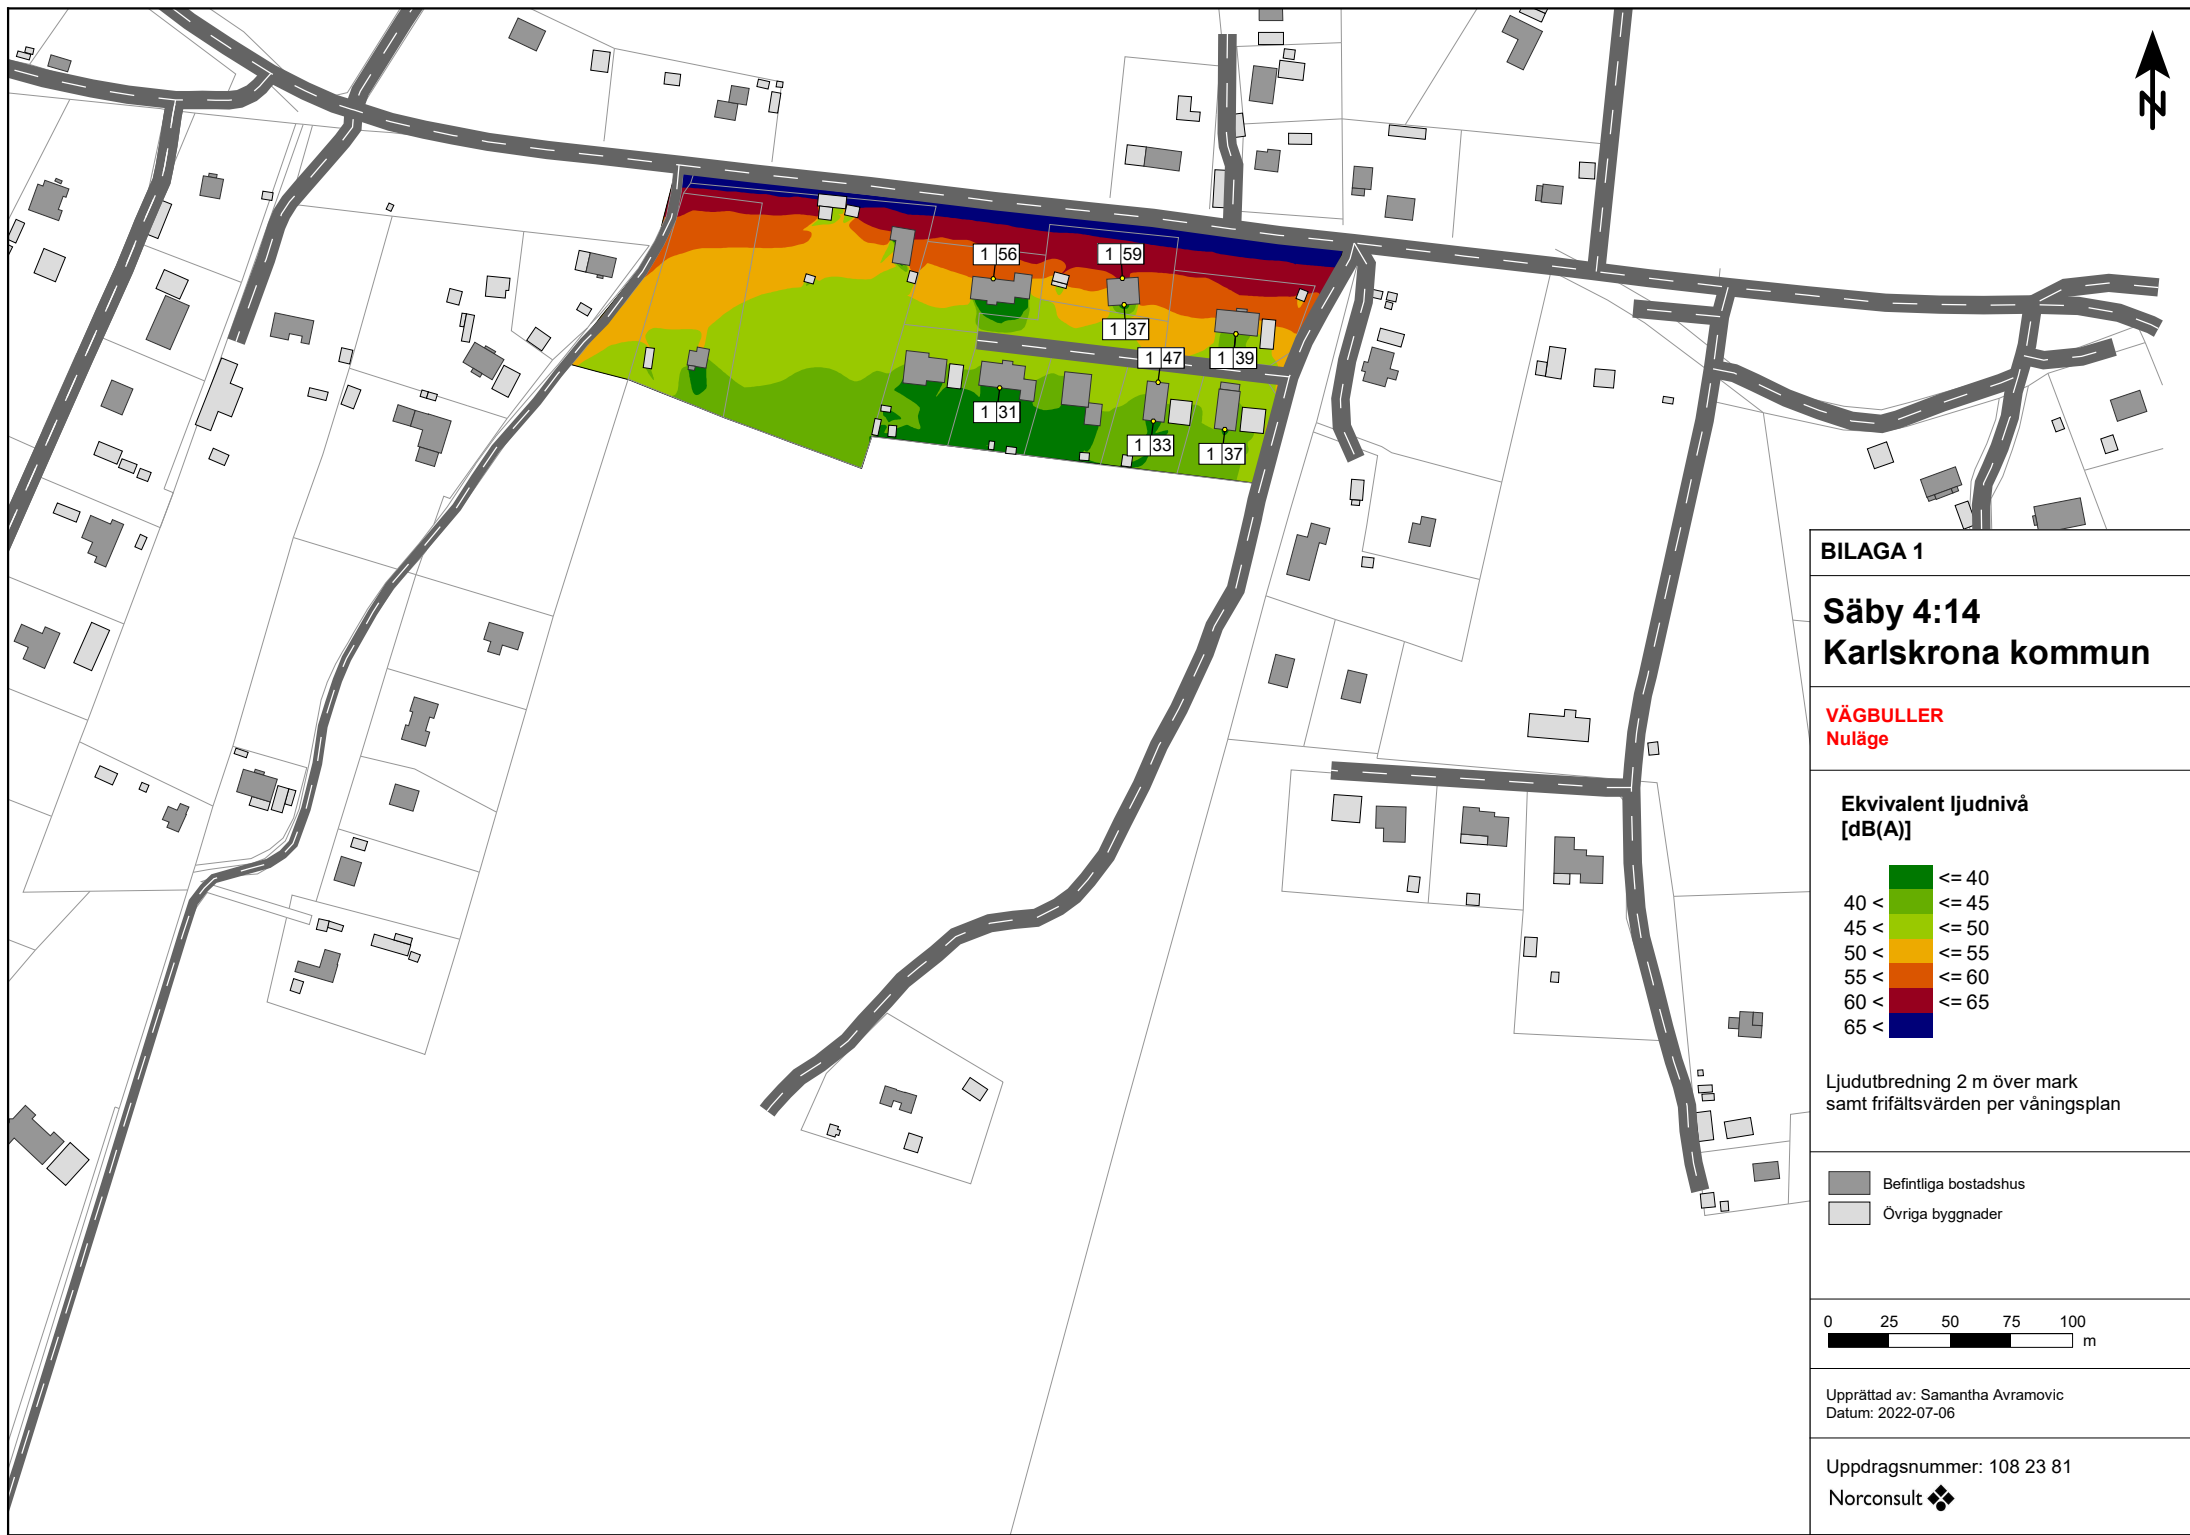 N
1 56
1 59
1 37
1 47
1 39
1 31
1 33
1 37
BILAGA 1
Säby 4:14
Karlskrona kommun
VÄGBULLER
Nuläge
Ekvivalent ljudnivå
[dB(A)]
<= 40
40 < <= 45
45 < <= 50
50 < <= 55
55 < <= 60
60 < <= 65
65 <
Ljudutbredning 2 m över mark
samt frifältsvärden per våningsplan
Befintliga bostadshus
Övriga byggnader
0 25 50 75 100
m
Upprättad av: Samantha Avramovic
Datum: 2022-07-06
Uppdragsnummer: 108 23 81
Norconsult